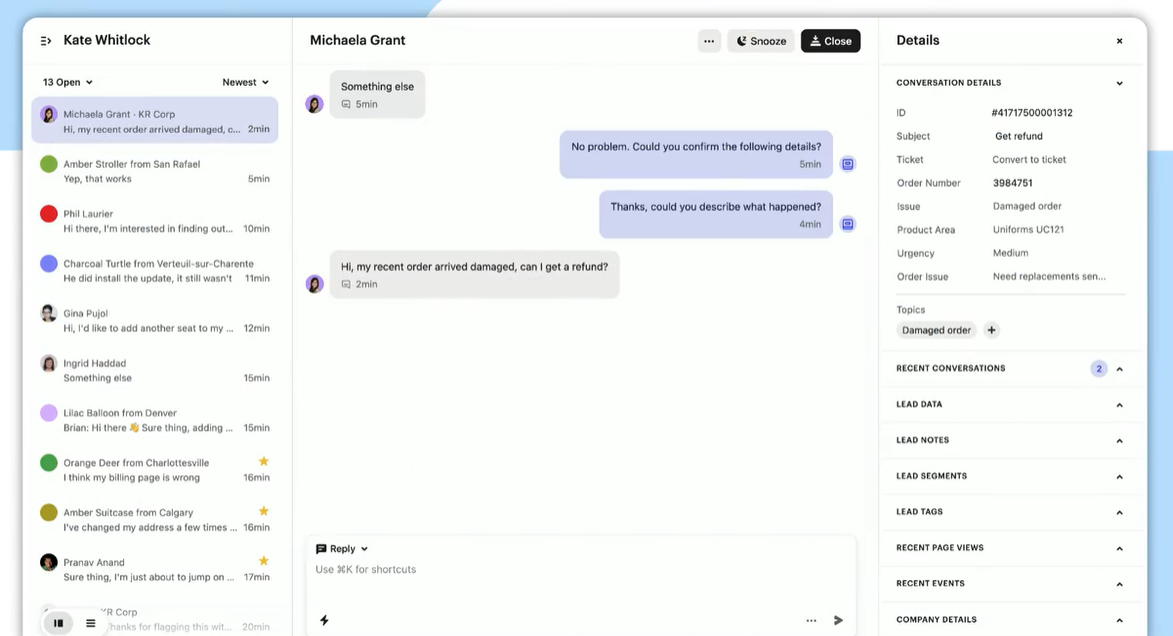 Kate Whitlock
13 Open
Newest
Michaela Grant · KR Corp
Hi, my recent order arrived damaged, c... 2min
Amber Stroller from San Rafael
Yep, that works 5min
Phil Laurier
Hi there, I'm interested in finding out... 10min
Charcoal Turtle from Verteuil-sur-Charente
He did install the update, it still wasn't 11min
Gina Pujol
Hi, I'd like to add another seat to my ... 12min
Ingrid Haddad
Something else 15min
Lilac Balloon from Denver
Brian: Hi there 👋 Sure thing, adding ... 15min
Orange Deer from Charlottesville
I think my billing page is wrong 16min
Amber Suitcase from Calgary
I've changed my address a few times ... 16min
Pranav Anand
Sure thing, I'm just about to jump on ... 17min
KR Corp
for flagging this wit... 20min
Michaela Grant
... Snooze Close
Something else
5min
No problem. Could you confirm the following details?
5min
Thanks, could you describe what happened?
4min
Hi, my recent order arrived damaged, can I get a refund?
2min
Reply
Use ⌘K for shortcuts
Details
CONVERSATION DETAILS
ID #41717500001312
Subject Get refund
Ticket Convert to ticket
Order Number 3984751
Issue Damaged order
Product Area Uniforms UC121
Urgency Medium
Order Issue Need replacements sen...
Topics
Damaged order +
RECENT CONVERSATIONS 2
LEAD DATA
LEAD NOTES
LEAD SEGMENTS
LEAD TAGS
RECENT PAGE VIEWS
RECENT EVENTS
COMPANY DETAILS